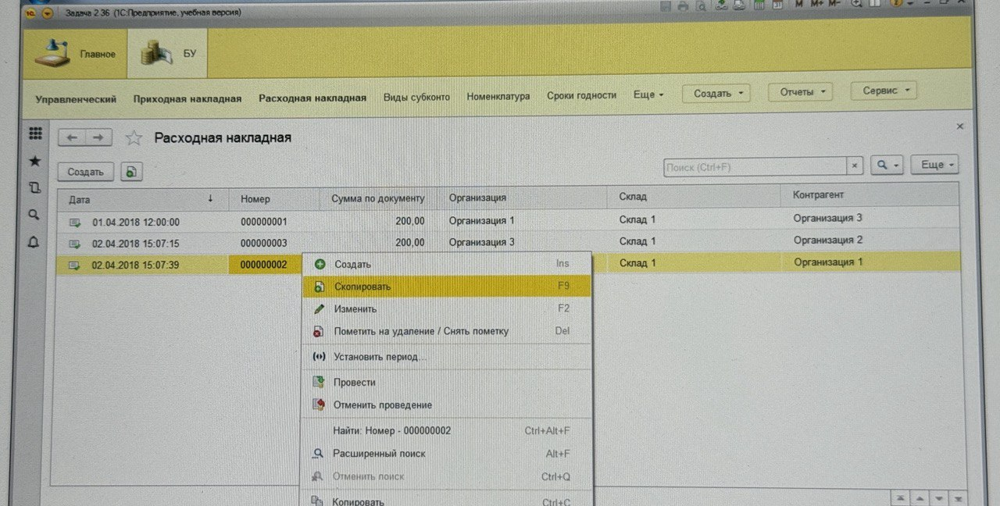 Задача 2 36 (1С:Предприятие, учебная версия)
M M+ M-
Главное
БУ
Управленческий Приходная накладная Расходная накладная Виды субконто Номенклатура Сроки годности Еще Создать Отчеты Сервис
Расходная накладная
Создать Поиск (Ctrl+F) Еще
Дата Номер Сумма по документу Организация Склад Контрагент
01.04.2018 12:00:00 000000001 200,00 Организация 1 Склад 1 Организация 3
02.04.2018 15:07:15 000000003 200,00 Организация 3 Склад 1 Организация 2
02.04.2018 15:07:39 000000002 Склад 1 Организация 1
Создать Ins
Скопировать F9
Изменить F2
Пометить на удаление / Снять пометку Del
Установить период...
Провести
Отменить проведение
Найти: Номер - 000000002 Ctrl+Alt+F
Расширенный поиск Alt+F
Отменить поиск Ctrl+Q
Копировать Ctrl+C